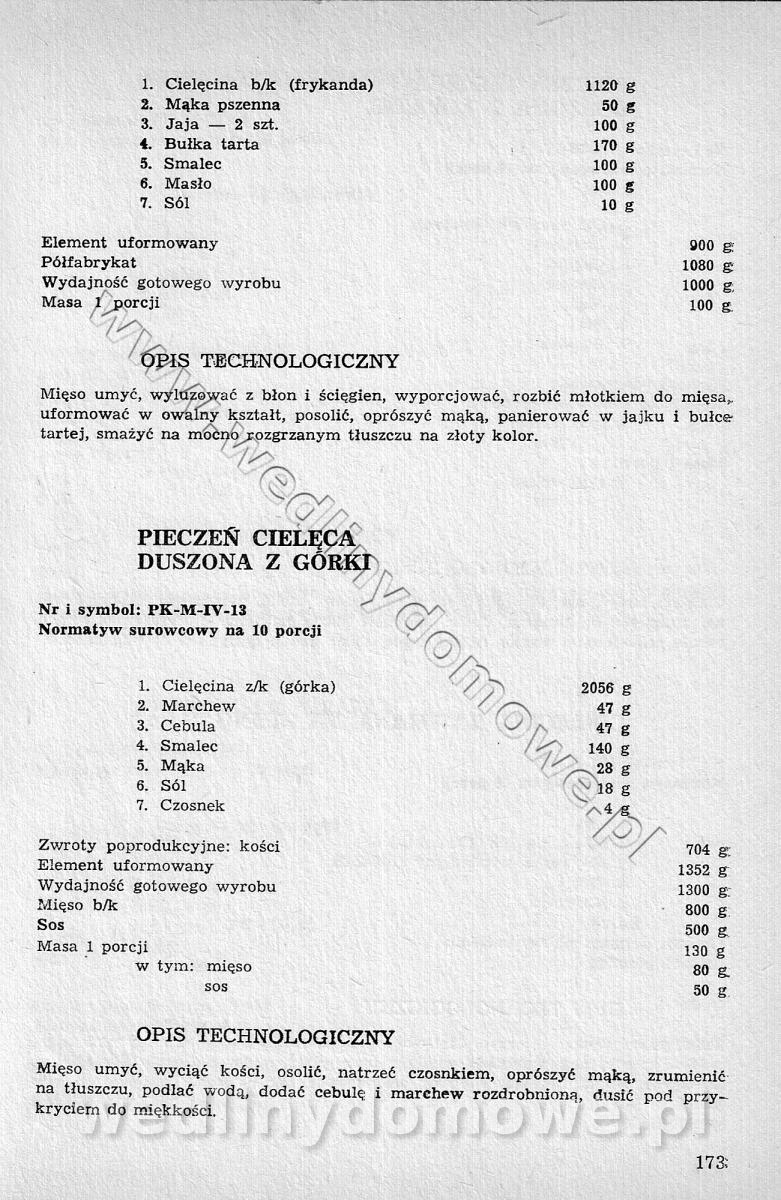 1. Cielęcina b/k (frykanda) 1120 g
2. Mąka pszenna 50 g
3. Jaja — 2 szt. 100 g
4. Bułka tarta 170 g
5. Smalec 100 g
6. Masło 100 g
7. Sól 10 g
Element uformowany 900 g
Półfabrykat 1080 g
Wydajność gotowego wyrobu 1000 g
Masa 1 porcji 100 g
OPIS TECHNOLOGICZNY
Mięso umyć, wyluzować z błon i ścięgien, wyporcjować, rozbić młotkiem do mięsa,
uformować w owalny kształt, posolić, oprószyć mąką, panierować w jajku i bułce
tartej, smażyć na mocno rozgrzanym tłuszczu na złoty kolor.
PIECZEŃ CIELĘCA
DUSZONA Z GÓRKI
Nr i symbol: PK-M-IV-13
Normatyw surowcowy na 10 porcji
1. Cielęcina z/k (górka) 2056 g
2. Marchew 47 g
3. Cebula 47 g
4. Smalec 140 g
5. Mąka 28 g
6. Sól 18 g
7. Czosnek 4 g
Zwroty poprodukcyjne: kości 704 g
Element uformowany 1352 g
Wydajność gotowego wyrobu 1300 g
Mięso b/k 800 g
Sos 500 g
Masa 1 porcji 130 g
w tym: mięso 80 g
sos 50 g
OPIS TECHNOLOGICZNY
Mięso umyć, wyciąć kości, osolić, natrzeć czosnkiem, oprószyć mąką, zrumienić
na tłuszczu, podlać wodą, dodać cebulę i marchew rozdrobnioną, dusić pod przy-
kryciem do miękkości.
173
www.wedlinydomowe.pl
wedlinydomowe.pl